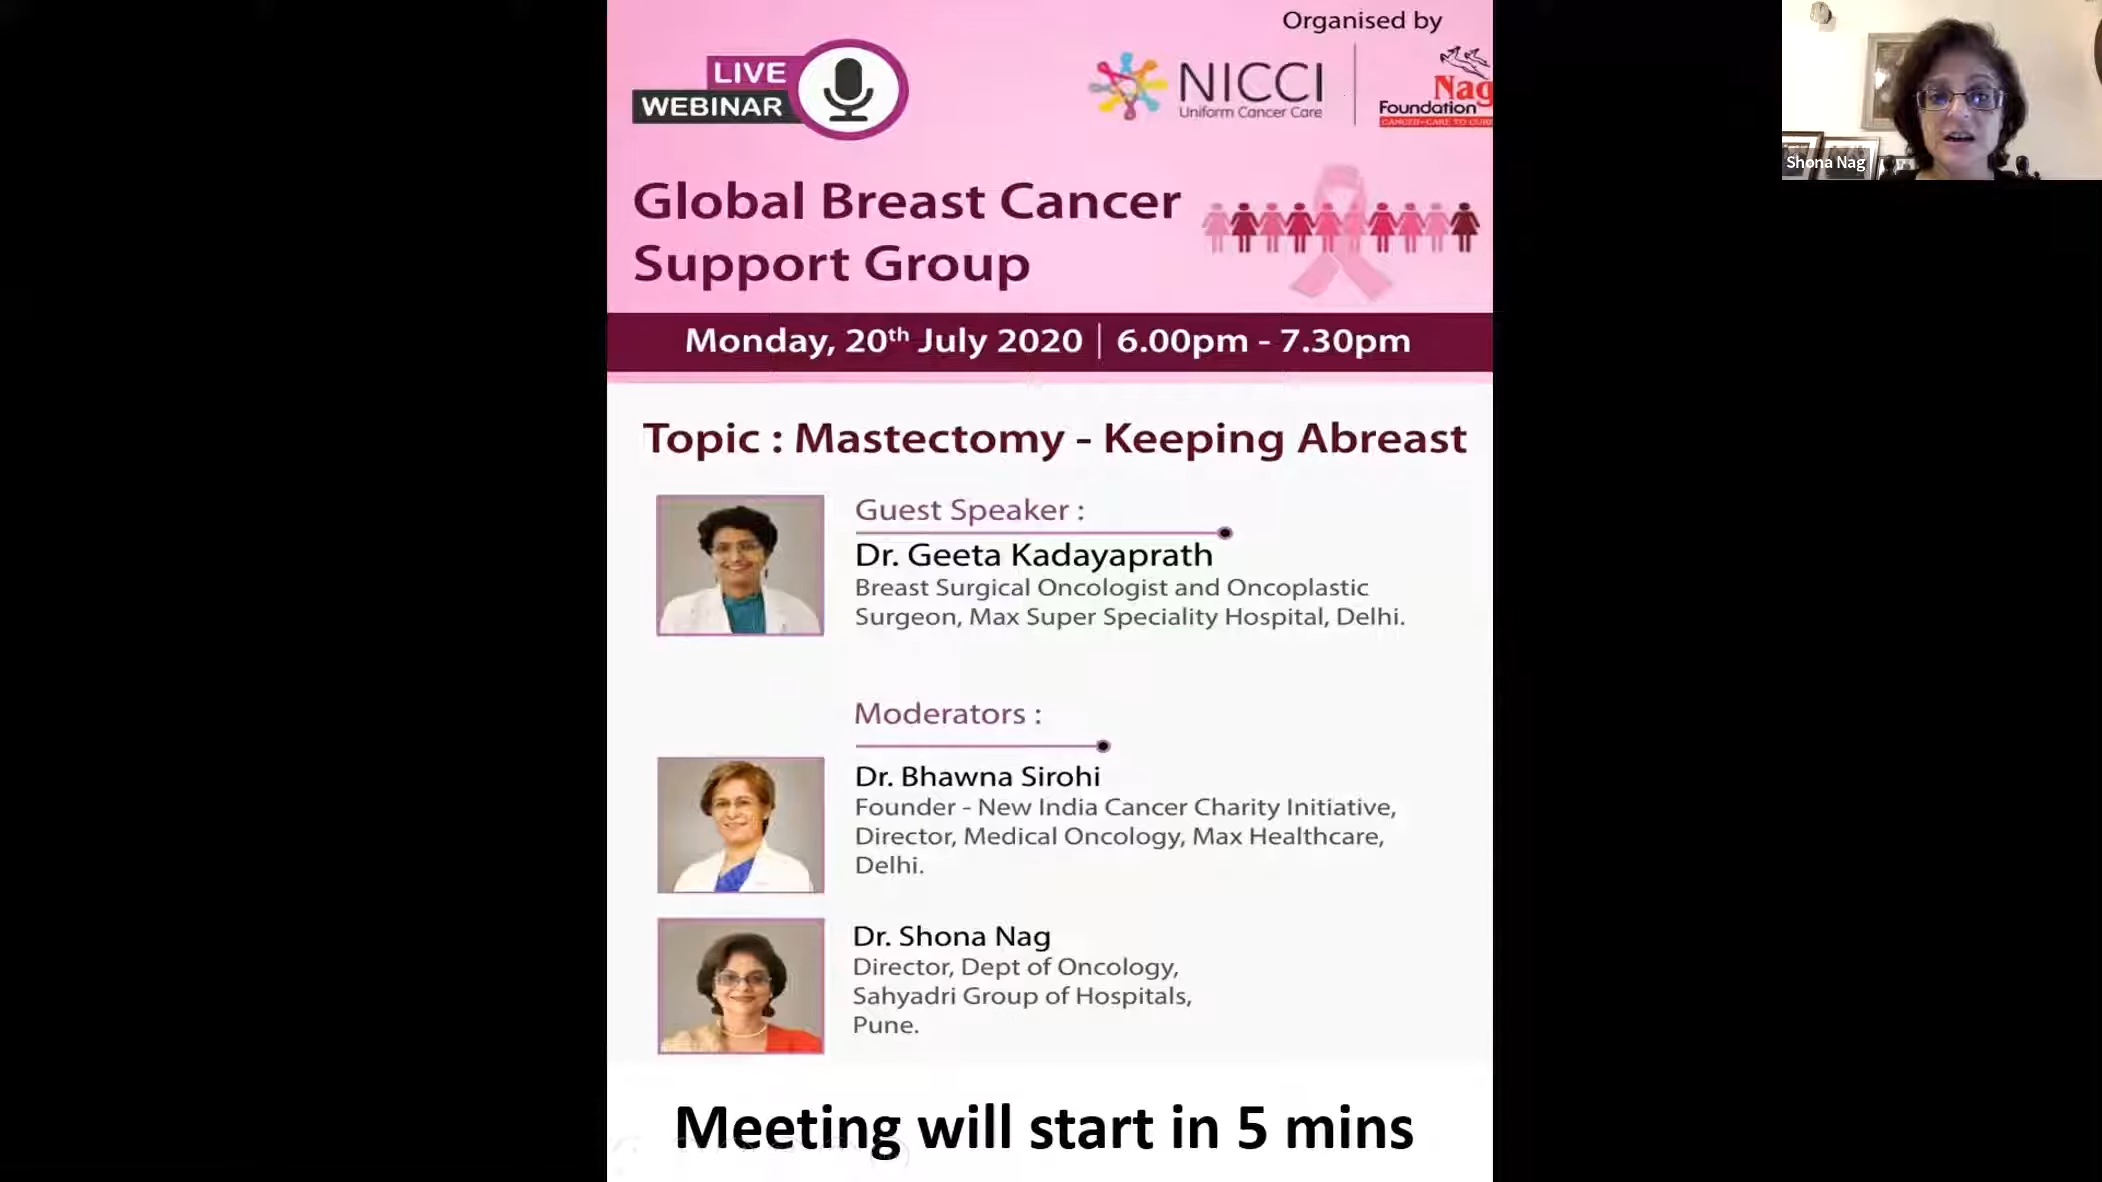 Organised by
LIVE
WEBINAR
NICCI
Uniform Cancer Care
Nag
Foundation
CANCER-CARE TO CURE
Shona Nag
Global Breast Cancer
Support Group
Monday, 20th July 2020 | 6.00pm - 7.30pm
Topic : Mastectomy - Keeping Abreast
Guest Speaker :
Dr. Geeta Kadayaprath
Breast Surgical Oncologist and Oncoplastic
Surgeon, Max Super Speciality Hospital, Delhi.
Moderators :
Dr. Bhawna Sirohi
Founder - New India Cancer Charity Initiative,
Director, Medical Oncology, Max Healthcare,
Delhi.
Dr. Shona Nag
Director, Dept of Oncology,
Sahyadri Group of Hospitals,
Pune.
Meeting will start in 5 mins